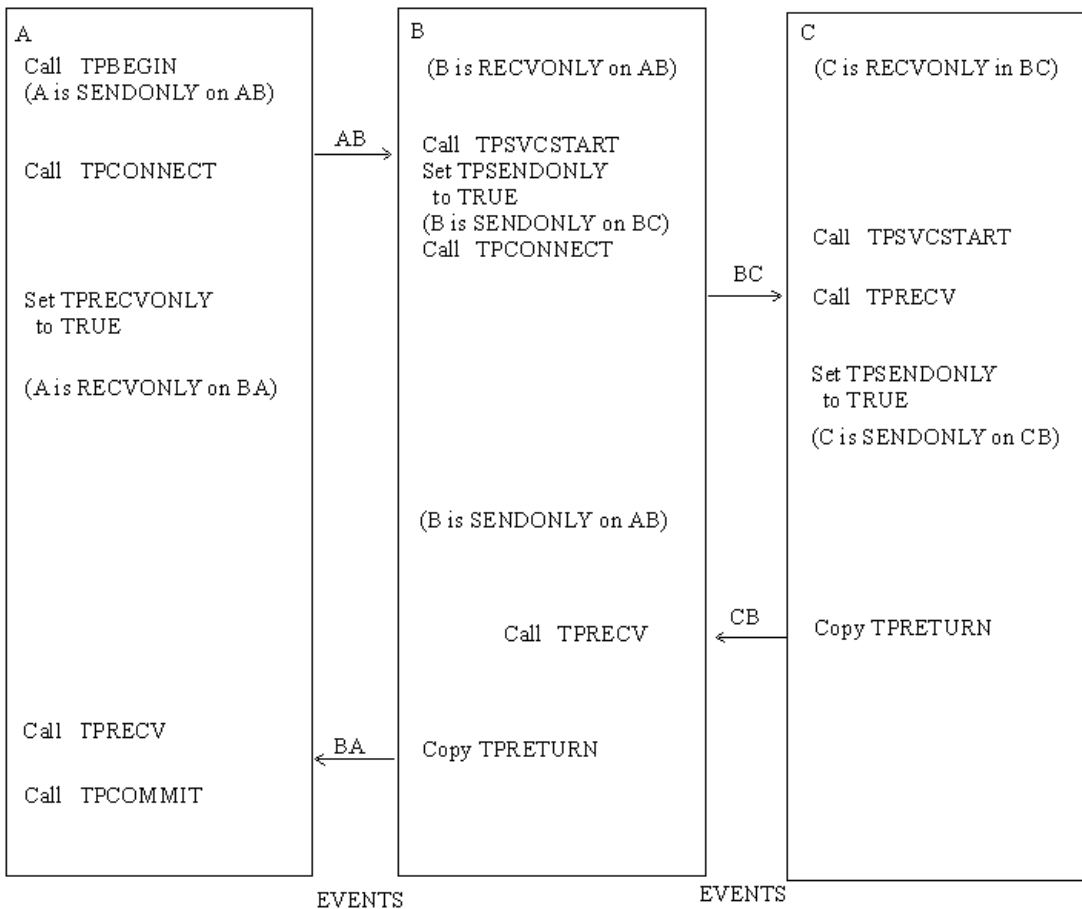 A
Call TPBEGIN
(A is SENDONLY on AB)
Call TPCONNECT
Set TPRECVONLY
to TRUE
(A is RECVONLY on BA)
Call TPRECV
Call TPCOMMIT
AB
BA
EVENTS
B
(B is RECVONLY on AB)
Call TPSVCSTART
Set TPSENDONLY
to TRUE
(B is SENDONLY on BC)
Call TPCONNECT
(B is SENDONLY on AB)
Call TPRECV
Copy TPRETURN
BC
CB
EVENTS
C
(C is RECVONLY in BC)
Call TPSVCSTART
Call TPRECV
Set TPSENDONLY
to TRUE
(C is SENDONLY on CB)
Copy TPRETURN